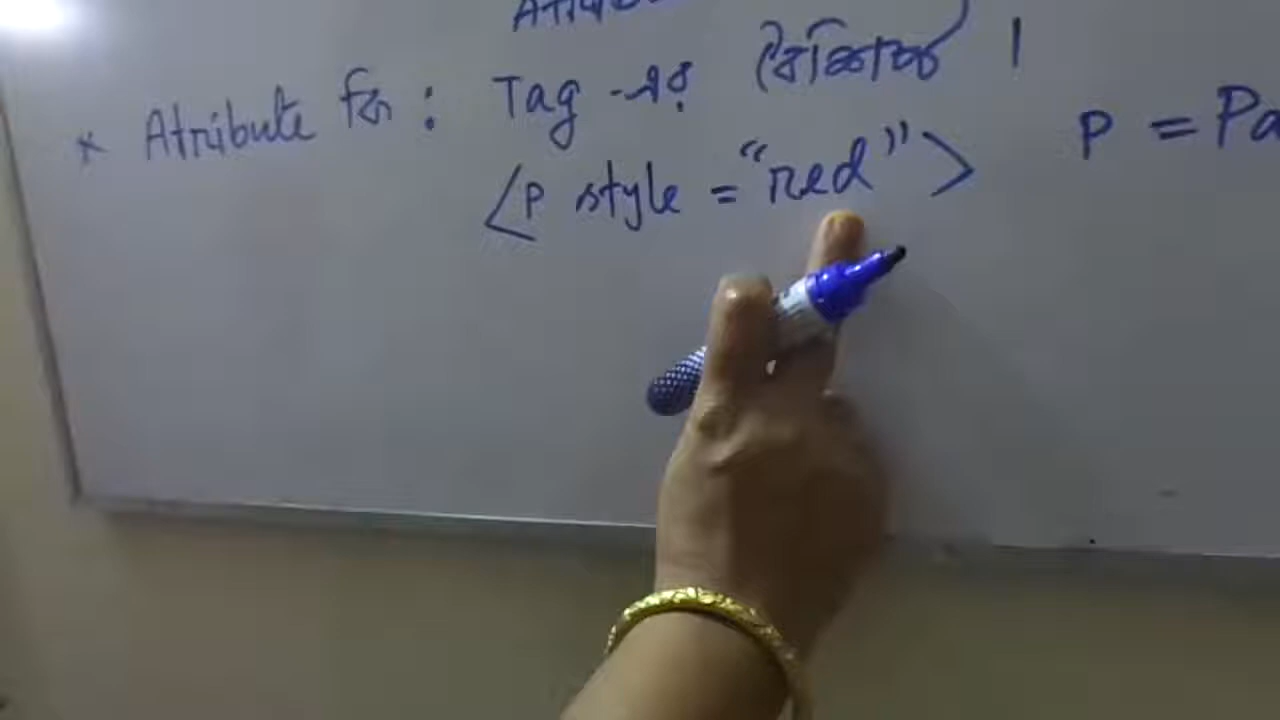 * Atribute কি : Tag -এর বৈশিষ্ট্য ।
<P style = "red"> P = Pa